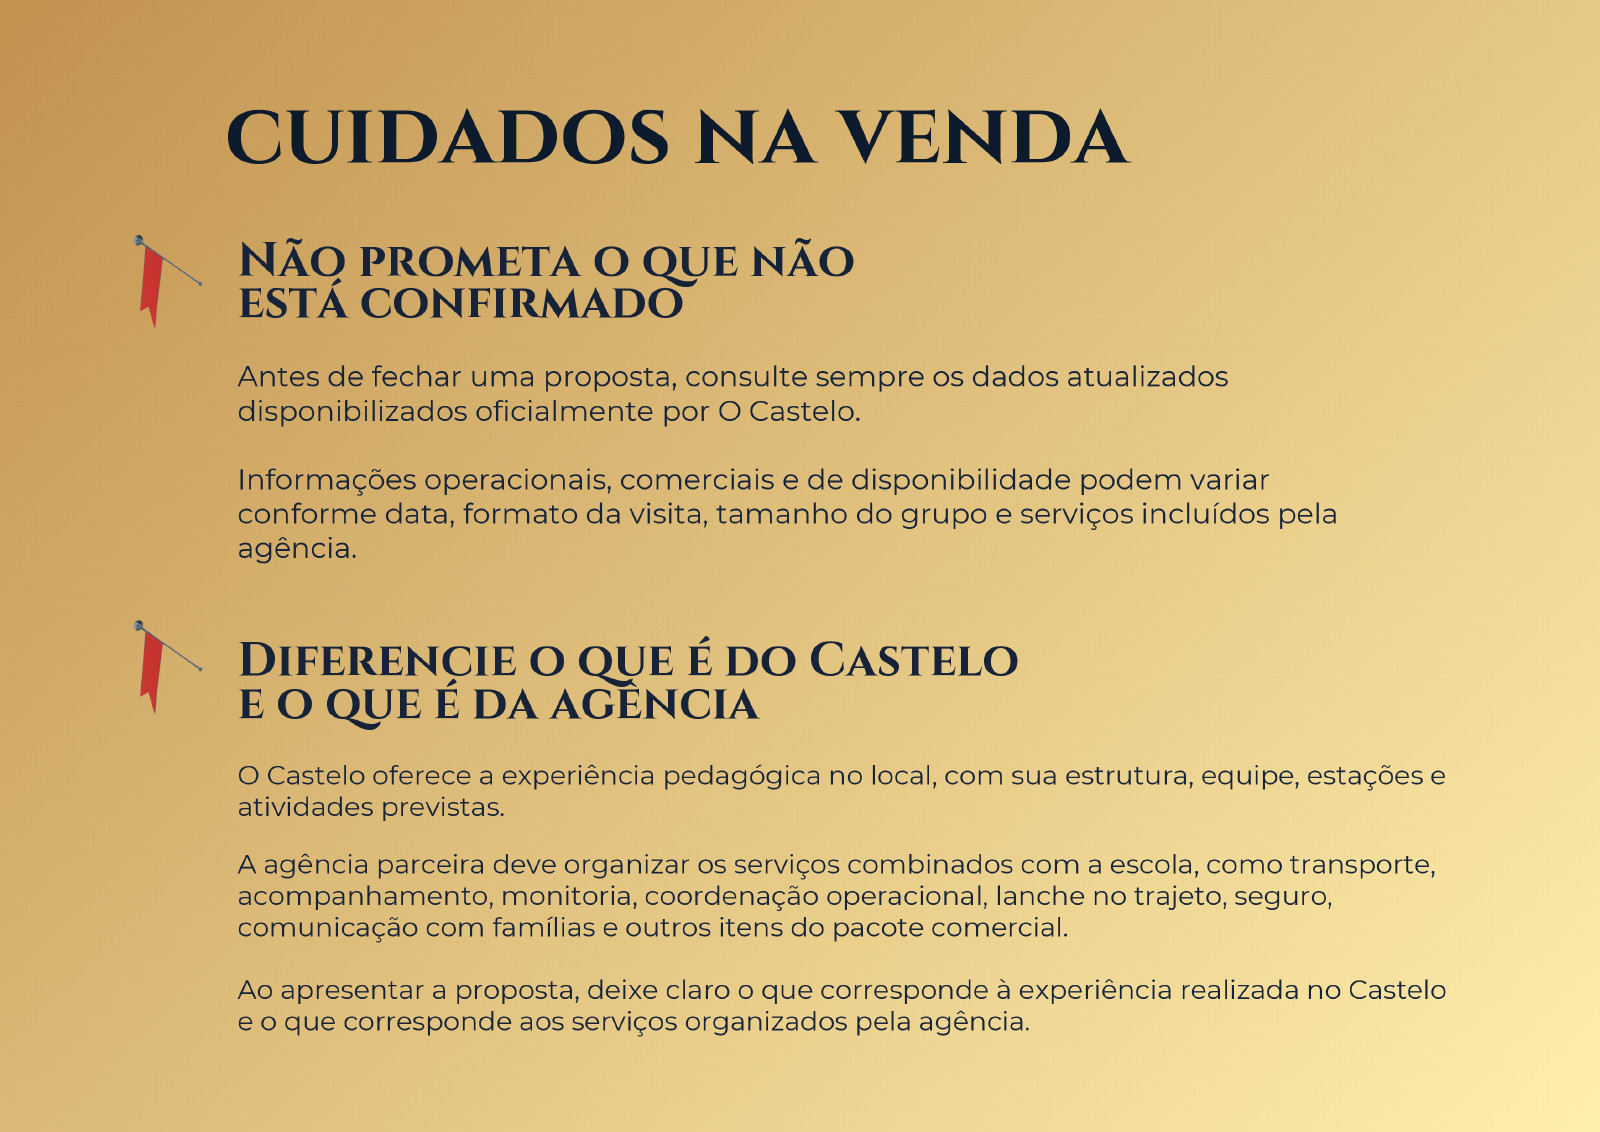 CUIDADOS NA VENDA
NÃO PROMETA O QUE NÃO
ESTÁ CONFIRMADO
Antes de fechar uma proposta, consulte sempre os dados atualizados
disponibilizados oficialmente por O Castelo.
Informações operacionais, comerciais e de disponibilidade podem variar
conforme data, formato da visita, tamanho do grupo e serviços incluídos pela
agência.
DIFERENCIE O QUE É DO CASTELO
E O QUE É DA AGÊNCIA
O Castelo oferece a experiência pedagógica no local, com sua estrutura, equipe, estações e
atividades previstas.
A agência parceira deve organizar os serviços combinados com a escola, como transporte,
acompanhamento, monitoria, coordenação operacional, lanche no trajeto, seguro,
comunicação com famílias e outros itens do pacote comercial.
Ao apresentar a proposta, deixe claro o que corresponde à experiência realizada no Castelo
e o que corresponde aos serviços organizados pela agência.